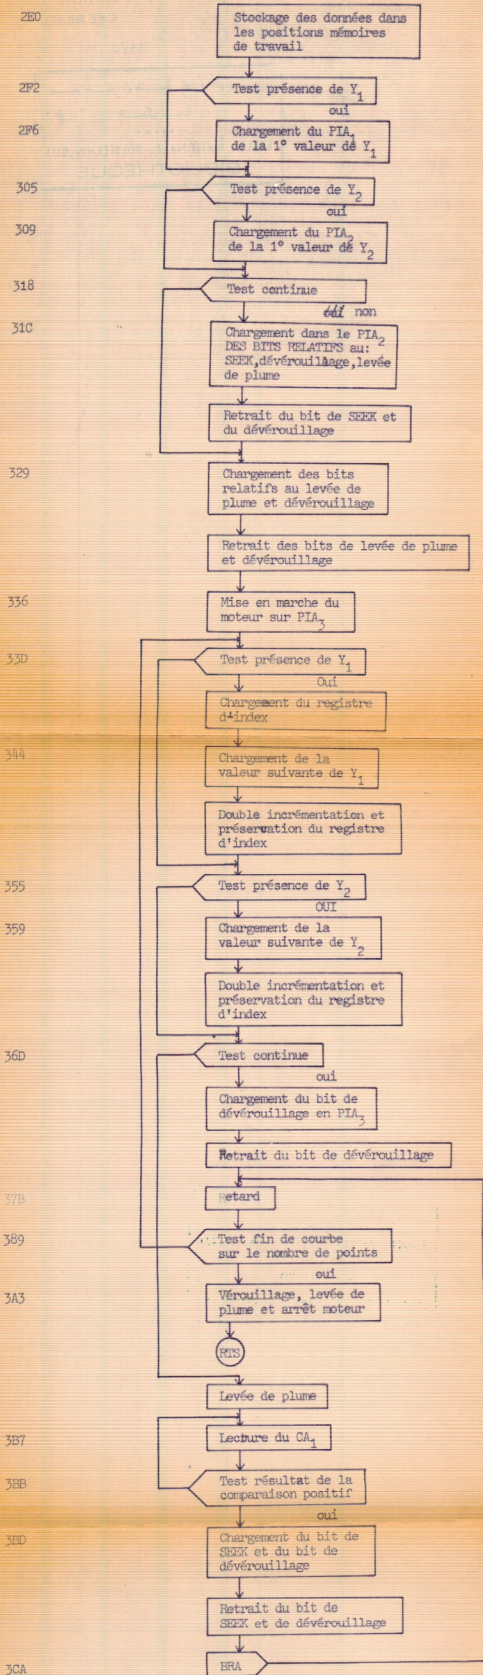 2E0
Stockage des données dans
les positions mémoires
de travail
2F2
Test présence de Y1
oui
2F6
Chargement du PIA1
de la 1° valeur de Y1
305
Test présence de Y2
oui
309
Chargement du PIA2
de la 1° valeur de Y2
318
Test continue
non
31C
Chargement dans le PIA2
DES BITS RELATIFS au:
SEEK,dévérouillage,levée
de plume
Retrait du bit de SEEK et
du dévérouillage
329
Chargement des bits
relatifs au levée de
plume et dévérouillage
Retrait des bits de levée de plume
et dévérouillage
336
Mise en marche du
moteur sur PIA3
33D
Test présence de Y1
Oui
Chargement du registre
d'index
344
Chargement de la
valeur suivante de Y1
Double incrémentation et
préservation du registre
d'index
355
Test présence de Y2
OUI
359
Chargement de la
valeur suivante de Y2
Double incrémentation et
préservation du registre
d'index
36D
Test continue
oui
Chargement du bit de
dévérouillage en PIA3
Retrait du bit de dévérouillage
37B
Retard
389
Test fin de courbe
sur le nombre de points
oui
3A3
Vérouillage, levée de
plume et arrêt moteur
RTS
Levée de plume
3B7
Lecture du CA1
3BB
Test résultat de la
comparaison positif
oui
3BD
Chargement du bit de
SEEK et du bit de
dévérouillage
Retrait du bit de
SEEK et de dévérouillage
3CA
BRA